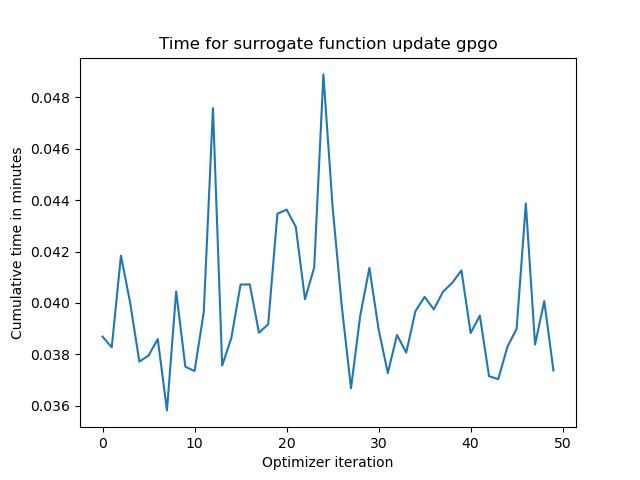 Time for surrogate function update gpgo
Cumulative time in minutes
0.048
0.046
0.044
0.042
0.040
0.038
0.036
0 10 20 30 40 50
Optimizer iteration